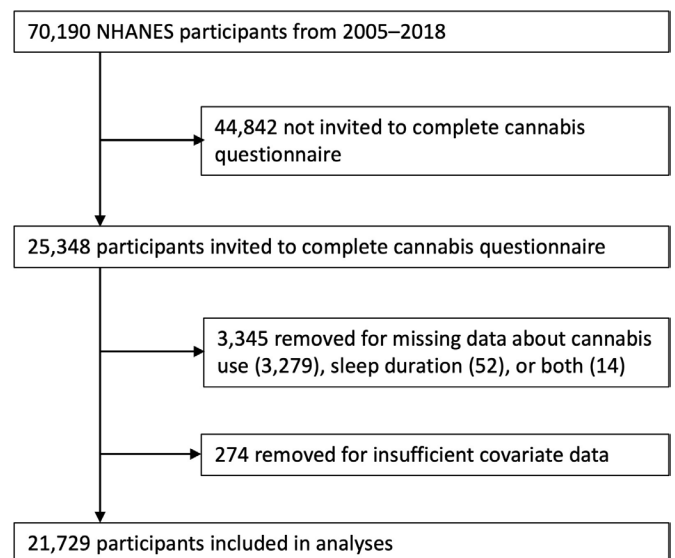 70,190 NHANES participants from 2005–2018
44,842 not invited to complete cannabis
questionnaire
25,348 participants invited to complete cannabis questionnaire
3,345 removed for missing data about cannabis
use (3,279), sleep duration (52), or both (14)
274 removed for insufficient covariate data
21,729 participants included in analyses